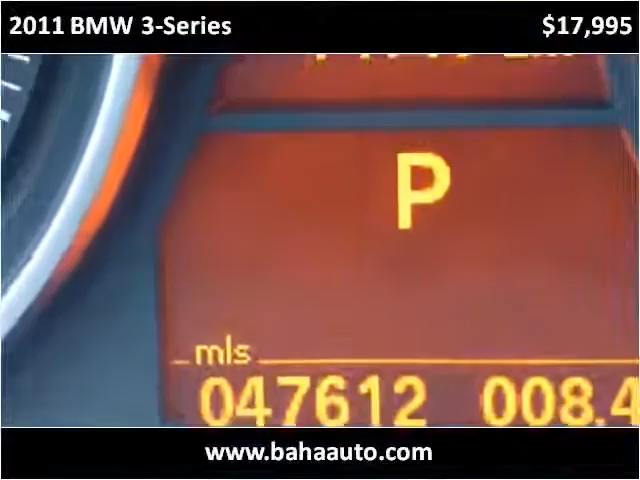 2011 BMW 3-Series $17,995
P
mls
047612 008.4
www.bahaauto.com